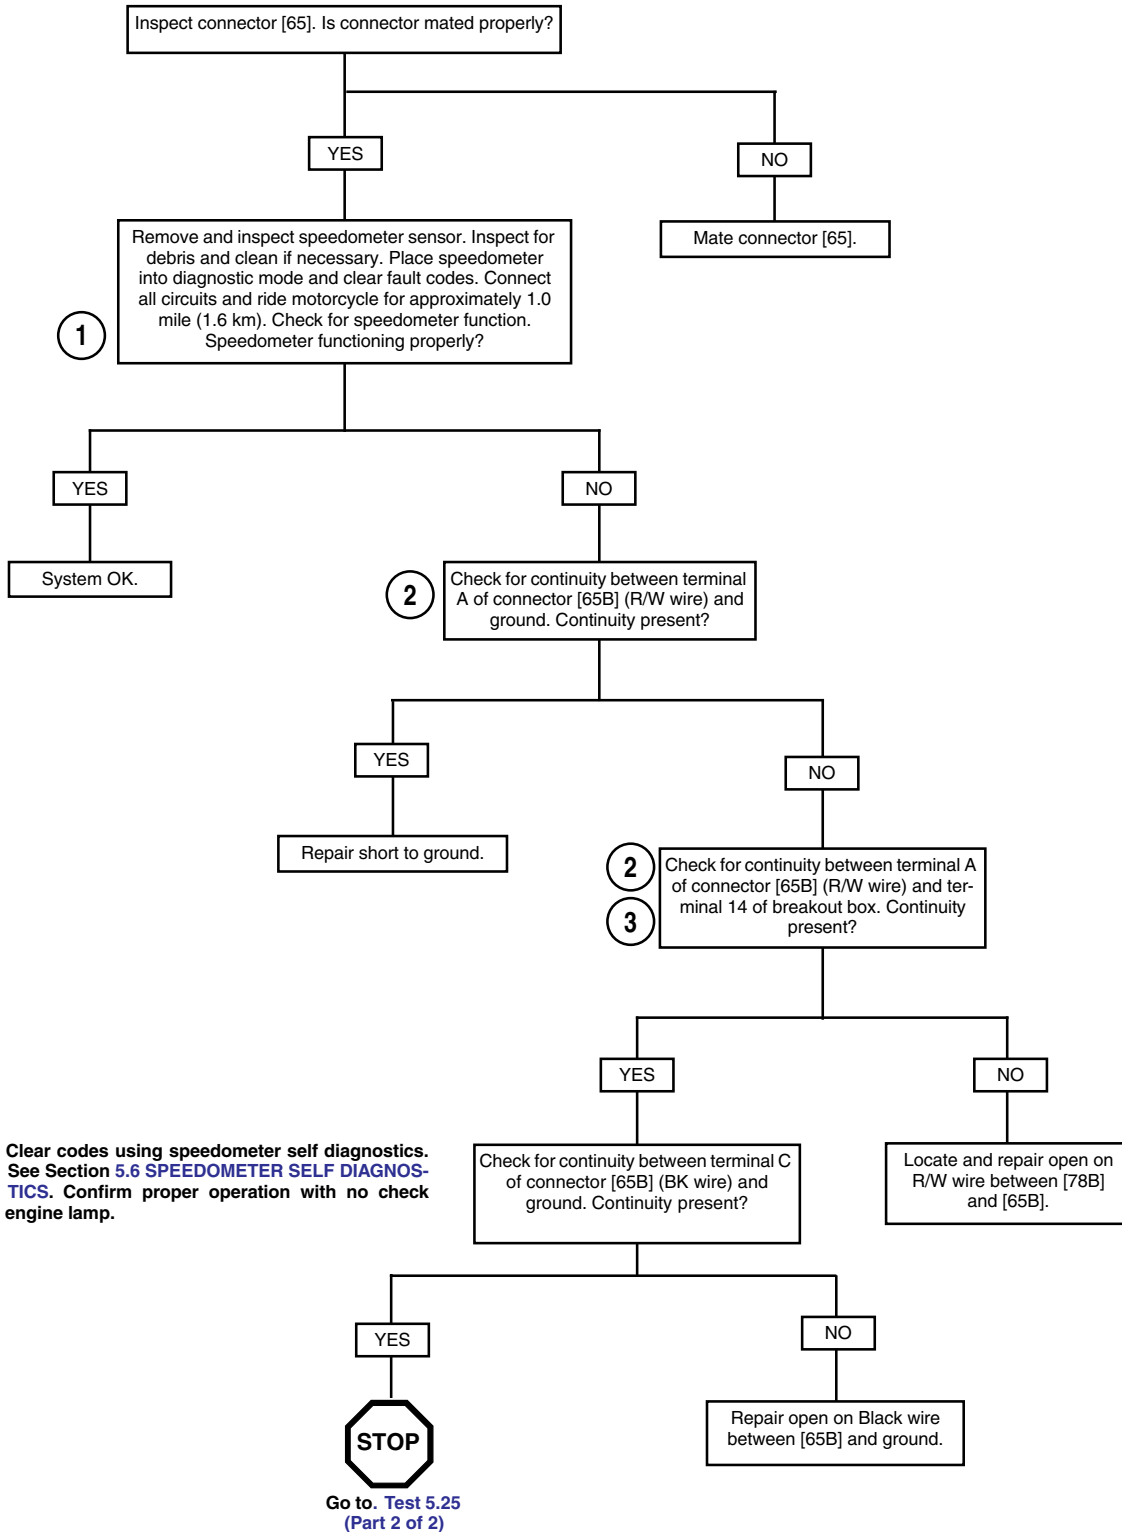 Inspect connector [65]. Is connector mated properly?
YES
NO
Remove and inspect speedometer sensor. Inspect for
debris and clean if necessary. Place speedometer
into diagnostic mode and clear fault codes. Connect
all circuits and ride motorcycle for approximately 1.0
mile (1.6 km). Check for speedometer function.
Speedometer functioning properly?
Mate connector [65].
1
YES
NO
System OK.
2
Check for continuity between terminal
A of connector [65B] (R/W wire) and
ground. Continuity present?
YES
NO
Repair short to ground.
2
3
Check for continuity between terminal A
of connector [65B] (R/W wire) and ter-
minal 14 of breakout box. Continuity
present?
YES
NO
Clear codes using speedometer self diagnostics.
See Section 5.6 SPEEDOMETER SELF DIAGNOS-
TICS. Confirm proper operation with no check
engine lamp.
Check for continuity between terminal C
of connector [65B] (BK wire) and
ground. Continuity present?
Locate and repair open on
R/W wire between [78B]
and [65B].
YES
NO
STOP
Repair open on Black wire
between [65B] and ground.
Go to. Test 5.25
(Part 2 of 2)